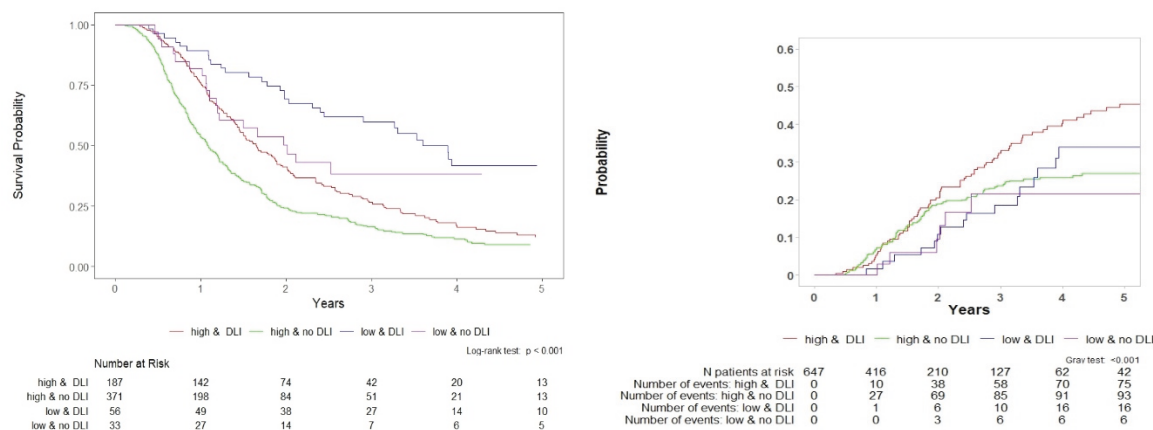 1.00
0.75
0.50
0.25
0.00
Survival Probability
0 1 2 3 4 5
Years
high & DLI high & no DLI low & DLI low & no DLI
Log-rank test: p < 0.001
Number at Risk
high & DLI 187 142 74 42 20 13
high & no DLI 371 198 84 51 21 13
low & DLI 56 49 38 27 14 10
low & no DLI 33 27 14 7 6 5
0.6
0.5
0.4
0.3
0.2
0.1
0
Probability
0 1 2 3 4 5
Years
high & DLI high & no DLI low & DLI low & no DLI
Gray test: <0.001
N patients at risk 647 416 210 127 62 42
Number of events: high & DLI 0 10 38 58 70 75
Number of events: high & no DLI 0 27 69 85 91 93
Number of events: low & DLI 0 1 6 10 16 16
Number of events: low & no DLI 0 0 3 6 6 6